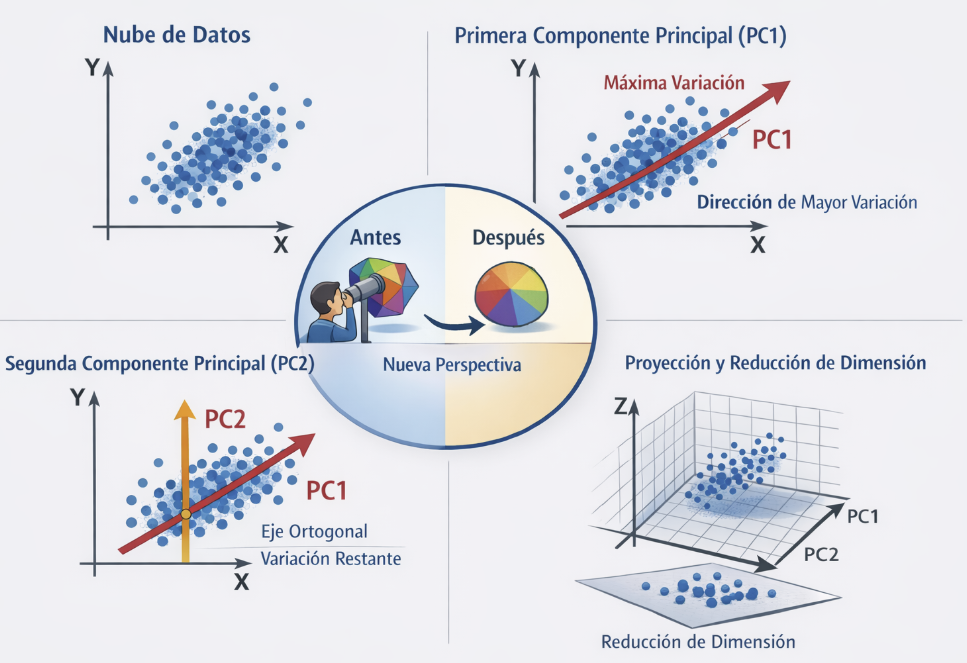 Nube de Datos
Y
X
Primera Componente Principal (PC1)
Y
Máxima Variación
PC1
Dirección de Mayor Variación
X
Antes
Después
Nueva Perspectiva
Segunda Componente Principal (PC2)
Y
PC2
PC1
Eje Ortogonal
Variación Restante
X
Proyección y Reducción de Dimensión
Z
PC1
PC2
Reducción de Dimensión